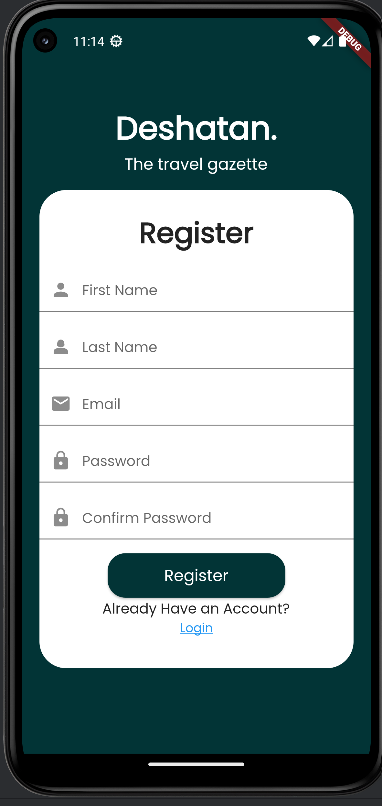 11:14
DEBUG
Deshatan.
The travel gazette
Register
First Name
Last Name
Email
Password
Confirm Password
Register
Already Have an Account?
Login